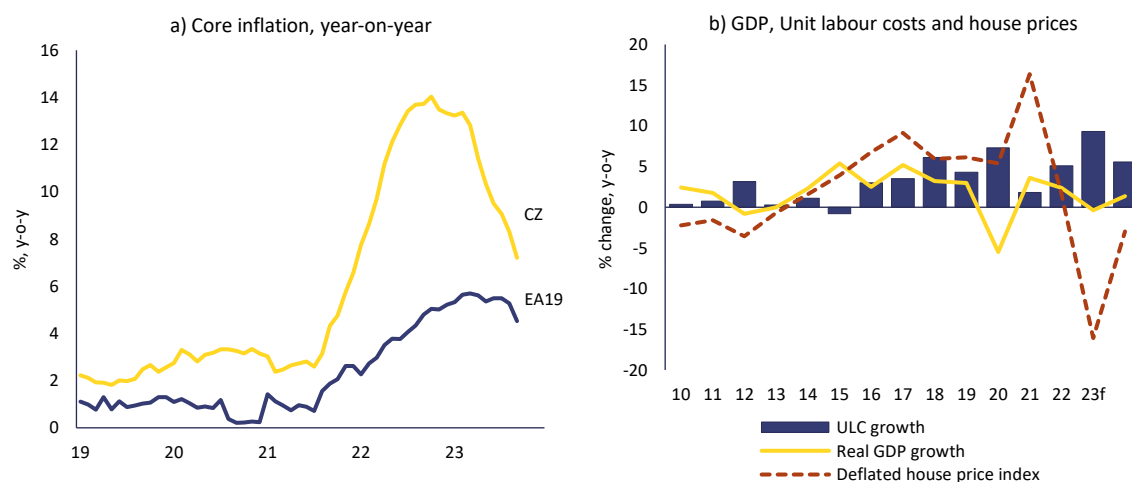 a) Core inflation, year-on-year
16
14
12
10
8
6
4
2
0
%, y-o-y
CZ
EA19
19 20 21 22 23
b) GDP, Unit labour costs and house prices
20
15
10
5
0
-5
-10
-15
-20
% change, y-o-y
10 11 12 13 14 15 16 17 18 19 20 21 22 23f
ULC growth
Real GDP growth
Deflated house price index